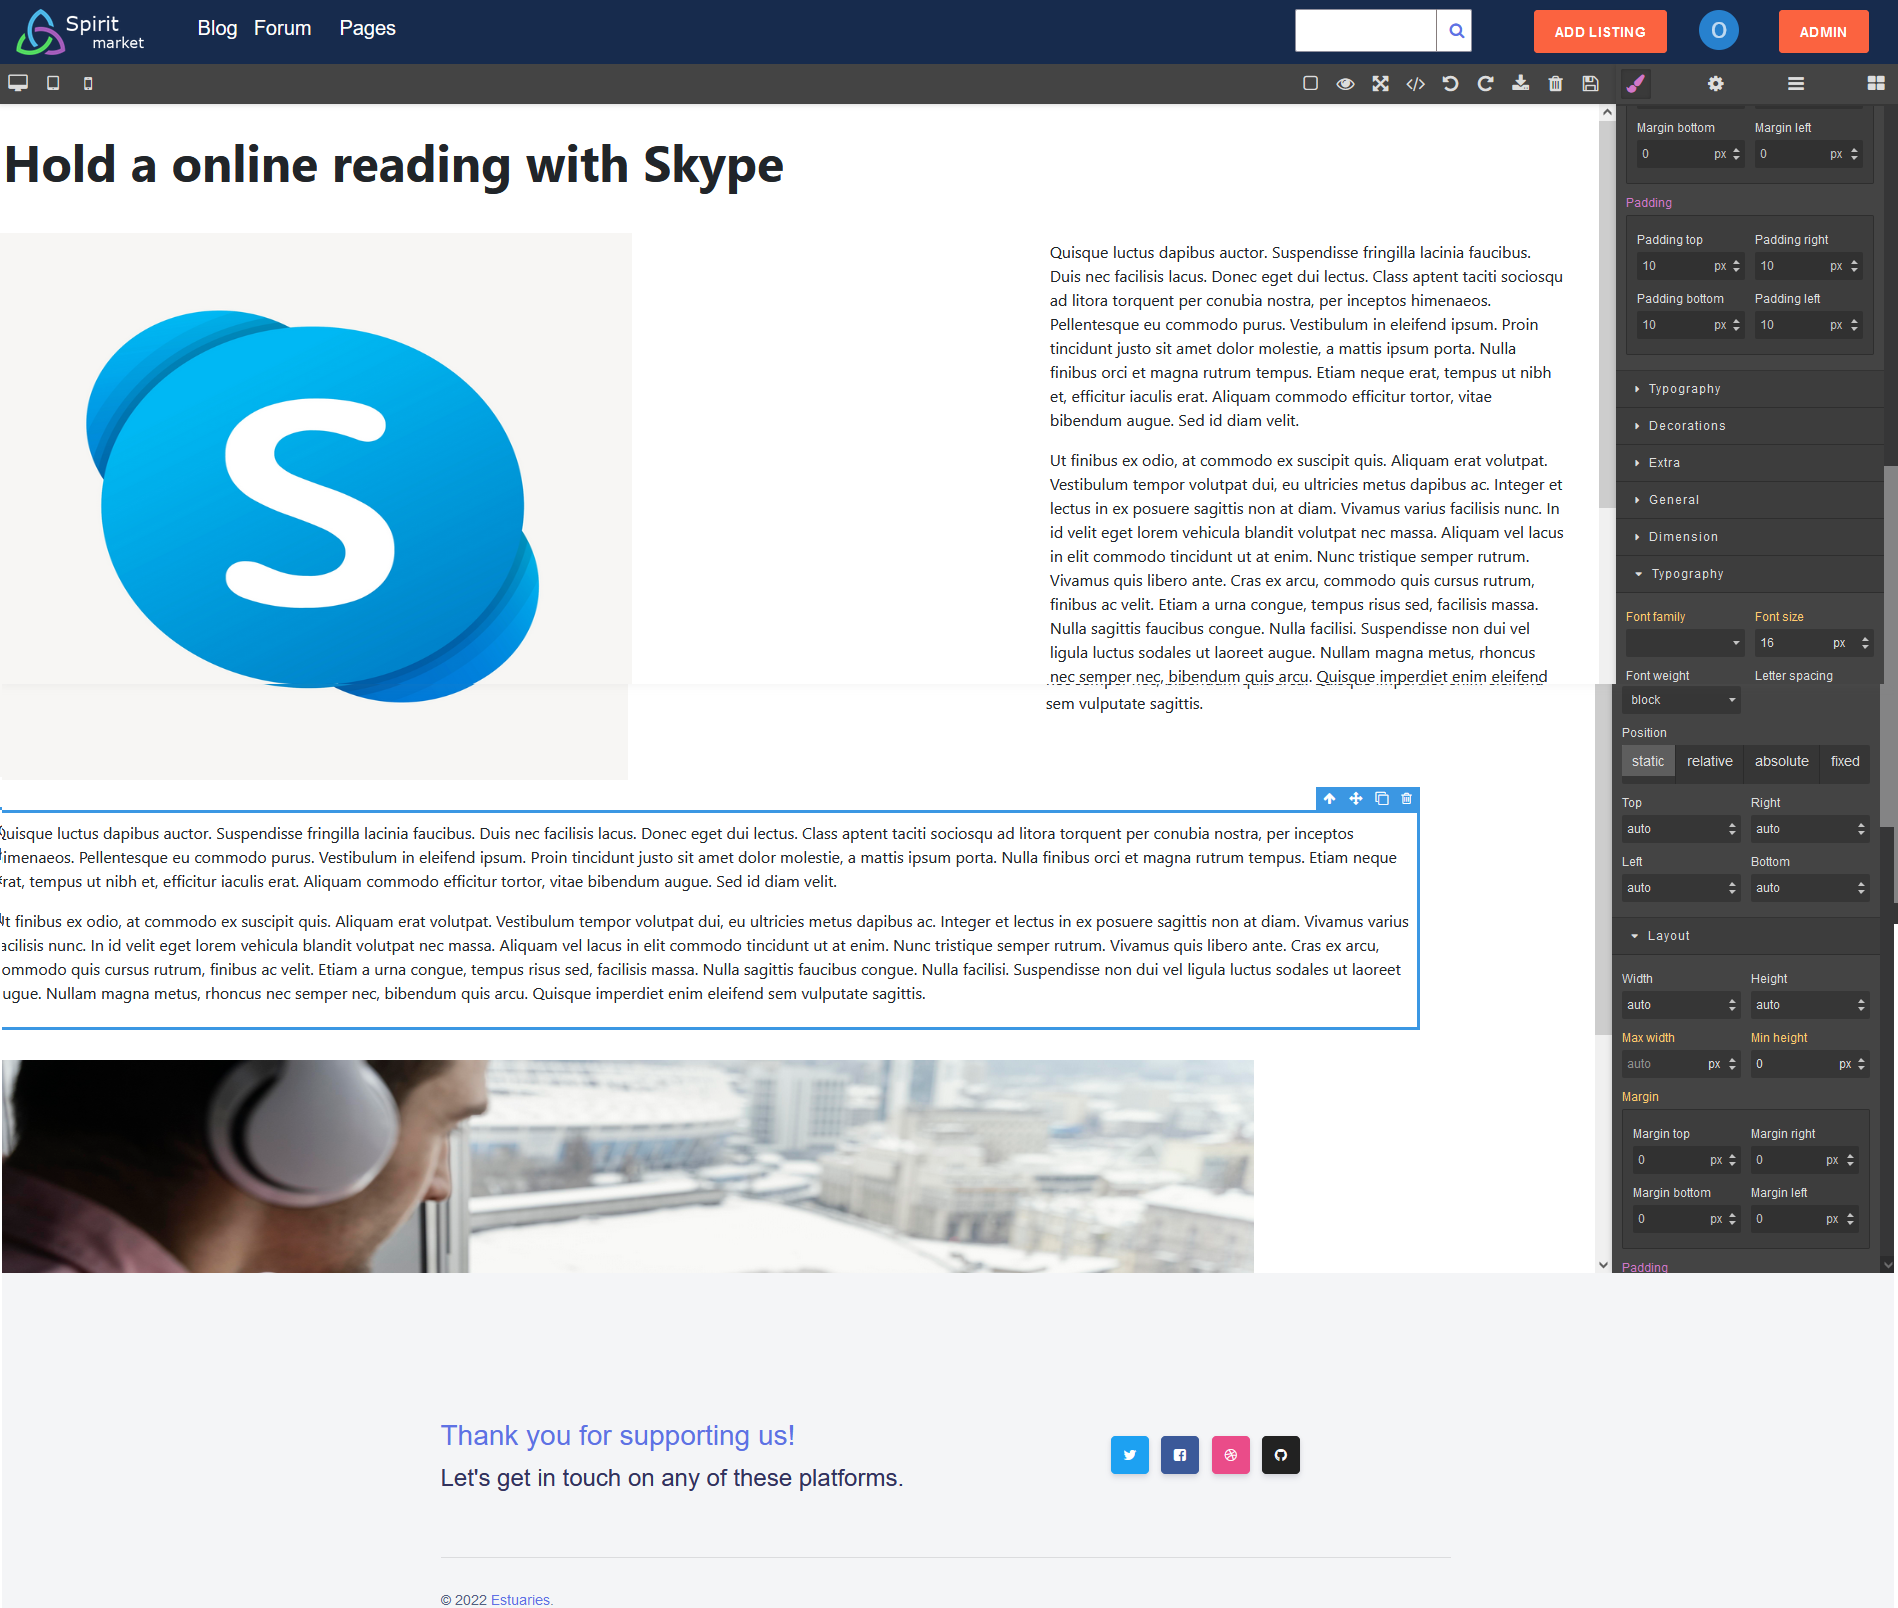 Spirit
market
Blog Forum Pages
ADD LISTING
O
ADMIN
Hold a online reading with Skype
Quisque luctus dapibus auctor. Suspendisse fringilla lacinia faucibus.
Duis nec facilisis lacus. Donec eget dui lectus. Class aptent taciti sociosqu
ad litora torquent per conubia nostra, per inceptos himenaeos.
Pellentesque eu commodo purus. Vestibulum in eleifend ipsum. Proin
tincidunt justo sit amet dolor molestie, a mattis ipsum porta. Nulla
finibus orci et magna rutrum tempus. Etiam neque erat, tempus ut nibh
et, efficitur iaculis erat. Aliquam commodo efficitur tortor, vitae
bibendum augue. Sed id diam velit.
Ut finibus ex odio, at commodo ex suscipit quis. Aliquam erat volutpat.
Vestibulum tempor volutpat dui, eu ultricies metus dapibus ac. Integer et
lectus in ex posuere sagittis non at diam. Vivamus varius facilisis nunc. In
id velit eget lorem vehicula blandit volutpat nec massa. Aliquam vel lacus
in elit commodo tincidunt ut at enim. Nunc tristique semper rutrum.
Vivamus quis libero ante. Cras ex arcu, commodo quis cursus rutrum,
finibus ac velit. Etiam a urna congue, tempus risus sed, facilisis massa.
Nulla sagittis faucibus congue. Nulla facilisi. Suspendisse non dui vel
ligula luctus sodales ut laoreet augue. Nullam magna metus, rhoncus
nec semper nec, bibendum quis arcu. Quisque imperdiet enim eleifend
sem vulputate sagittis.
uisque luctus dapibus auctor. Suspendisse fringilla lacinia faucibus. Duis nec facilisis lacus. Donec eget dui lectus. Class aptent taciti sociosqu ad litora torquent per conubia nostra, per inceptos
imenaeos. Pellentesque eu commodo purus. Vestibulum in eleifend ipsum. Proin tincidunt justo sit amet dolor molestie, a mattis ipsum porta. Nulla finibus orci et magna rutrum tempus. Etiam neque
rat, tempus ut nibh et, efficitur iaculis erat. Aliquam commodo efficitur tortor, vitae bibendum augue. Sed id diam velit.
t finibus ex odio, at commodo ex suscipit quis. Aliquam erat volutpat. Vestibulum tempor volutpat dui, eu ultricies metus dapibus ac. Integer et lectus in ex posuere sagittis non at diam. Vivamus varius
acilisis nunc. In id velit eget lorem vehicula blandit volutpat nec massa. Aliquam vel lacus in elit commodo tincidunt ut at enim. Nunc tristique semper rutrum. Vivamus quis libero ante. Cras ex arcu,
ommodo quis cursus rutrum, finibus ac velit. Etiam a urna congue, tempus risus sed, facilisis massa. Nulla sagittis faucibus congue. Nulla facilisi. Suspendisse non dui vel ligula luctus sodales ut laoreet
ugue. Nullam magna metus, rhoncus nec semper nec, bibendum quis arcu. Quisque imperdiet enim eleifend sem vulputate sagittis.
Margin bottom Margin left
0 px 0 px
Padding
Padding top Padding right
10 px 10 px
Padding bottom Padding left
10 px 10 px
Typography
Decorations
Extra
General
Dimension
Typography
Font family Font size
16 px
Font weight Letter spacing
block
Position
static relative absolute fixed
Top Right
auto auto
Left Bottom
auto auto
Layout
Width Height
auto auto
Max width Min height
auto px 0 px
Margin
Margin top Margin right
0 px 0 px
Margin bottom Margin left
0 px 0 px
Padding
Thank you for supporting us!
Let's get in touch on any of these platforms.
© 2022 Estuaries.